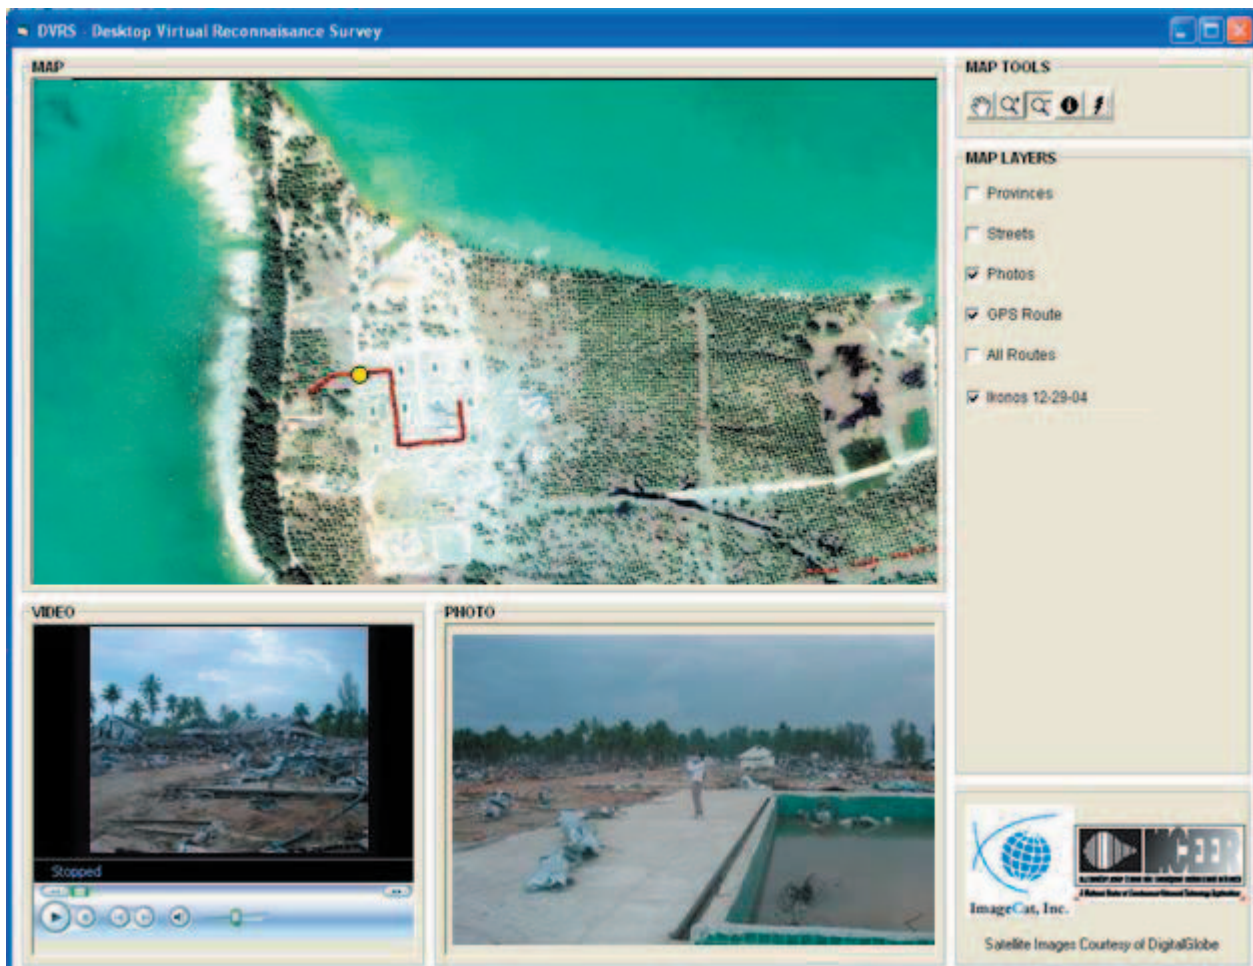 DVRS - Desktop Virtual Reconnaisance Survey
MAP
MAP TOOLS
MAP LAYERS
Provinces
Streets
Photos
GPS Route
All Routes
Ikonos 12-29-04
VIDEO
Stopped
PHOTO
ImageCat, Inc.
MCEER
Satellite Images Courtesy of DigitalGlobe